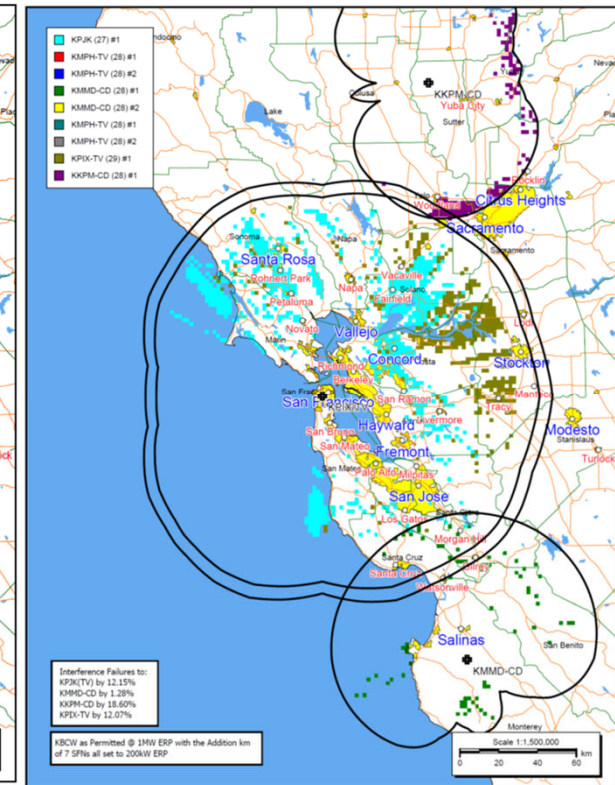 KPJK (27) #1
KMPH-TV (28) #1
KMPH-TV (28) #2
KMMD-CD (28) #1
KMMD-CD (28) #2
KMPH-TV (28) #1
KMPH-TV (28) #2
KPIX-TV (29) #1
KKPM-CD (28) #1
Lake
Colusa
KKPM-CD
Yuba City
Sutter
Rocklin
Citrus Heights
Sacramento
Sacramento
Sonoma
Napa
Santa Rosa
Rohnert Park
Vacaville
Napa
Solano
Petaluma
Fairfield
Novato
Vallejo
Lodi
Marin
Concord
Stockton
Richmond
Berkeley
San Francisco
KPIX-TV
San Ramon
Manteca
Tracy
San Bruno
Hayward
Livermore
Modesto
Stanislaus
San Mateo
Fremont
Turlock
San Mateo
Palo Alto
Milpitas
San Jose
Los Gatos
Santa Clara
Morgan Hill
Santa Cruz
Santa Cruz
Gilroy
Watsonville
Salinas
San Benito
KMMD-CD
Monterey
Interference Failures to:
KPJK(TV) by 12.15%
KMMD-CD by 1.28%
KKPM-CD by 18.60%
KPIX-TV by 12.07%
KBCW as Permitted @ 1MW ERP with the Addition km
of 7 SFNs all set to 200kW ERP
Scale 1:1,500,000
0 20 40 60 km